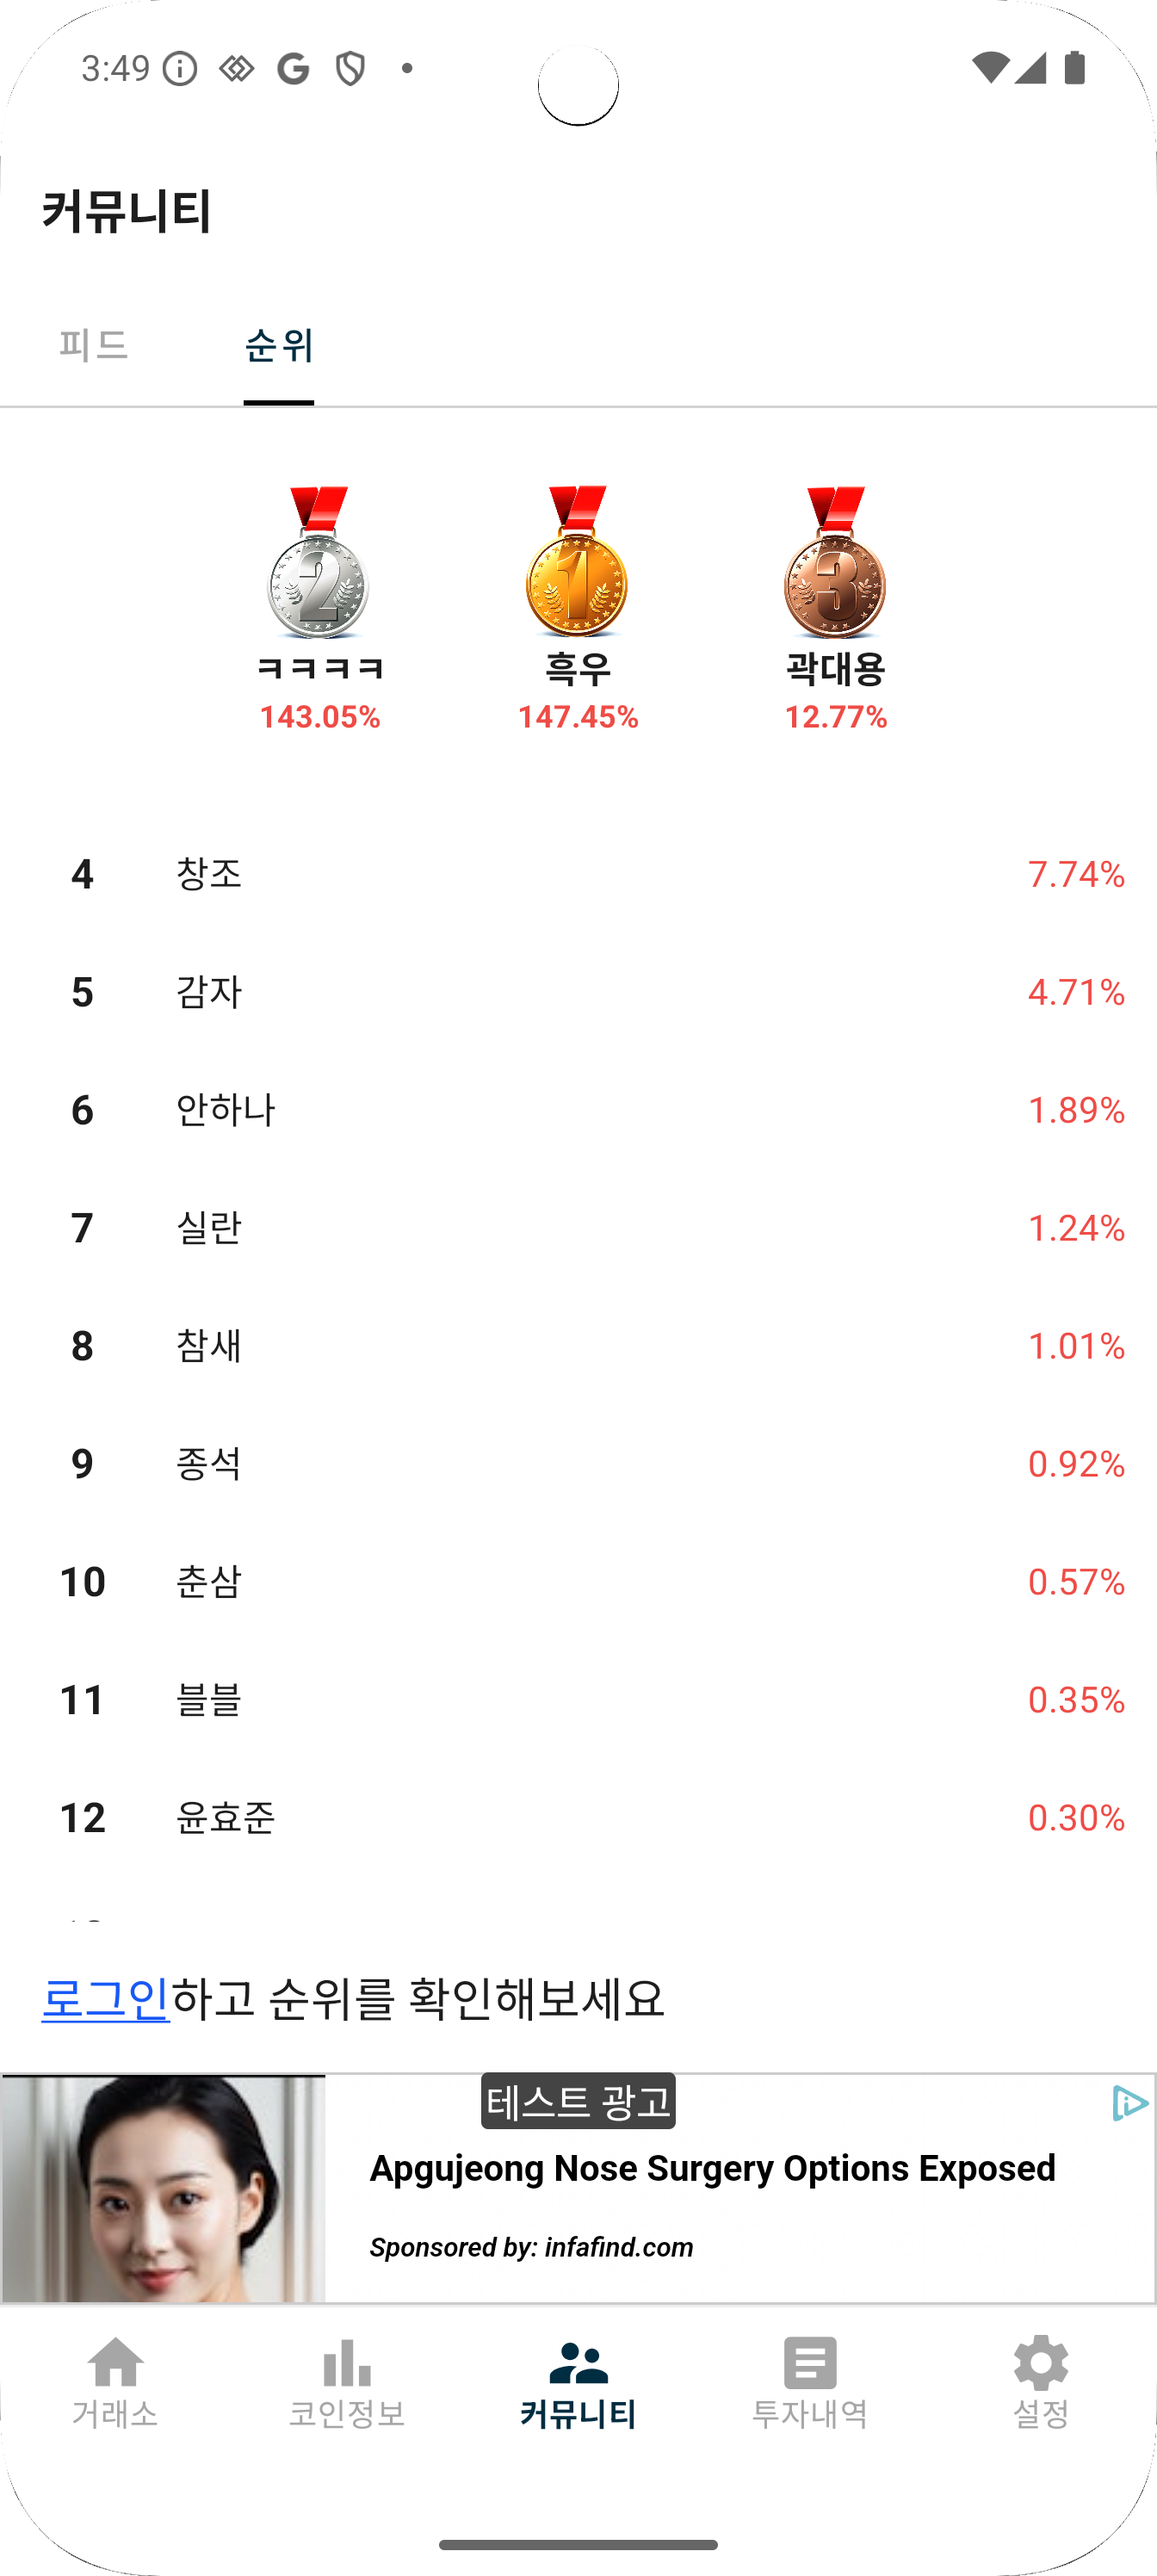 3:49
커뮤니티
피드 순위
2 1 3
ㅋㅋㅋㅋ 흑우 곽대용
143.05% 147.45% 12.77%
4 창조 7.74%
5 감자 4.71%
6 안하나 1.89%
7 실란 1.24%
8 참새 1.01%
9 종석 0.92%
10 춘삼 0.57%
11 블블 0.35%
12 윤효준 0.30%
로그인하고 순위를 확인해보세요
테스트 광고
Apgujeong Nose Surgery Options Exposed
Sponsored by: infafind.com
거래소 코인정보 커뮤니티 투자내역 설정